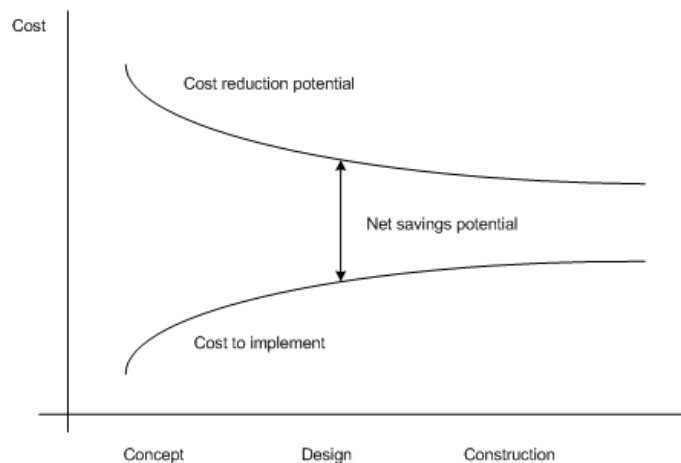 Cost
Cost reduction potential
Net savings potential
Cost to implement
Concept
Design
Construction